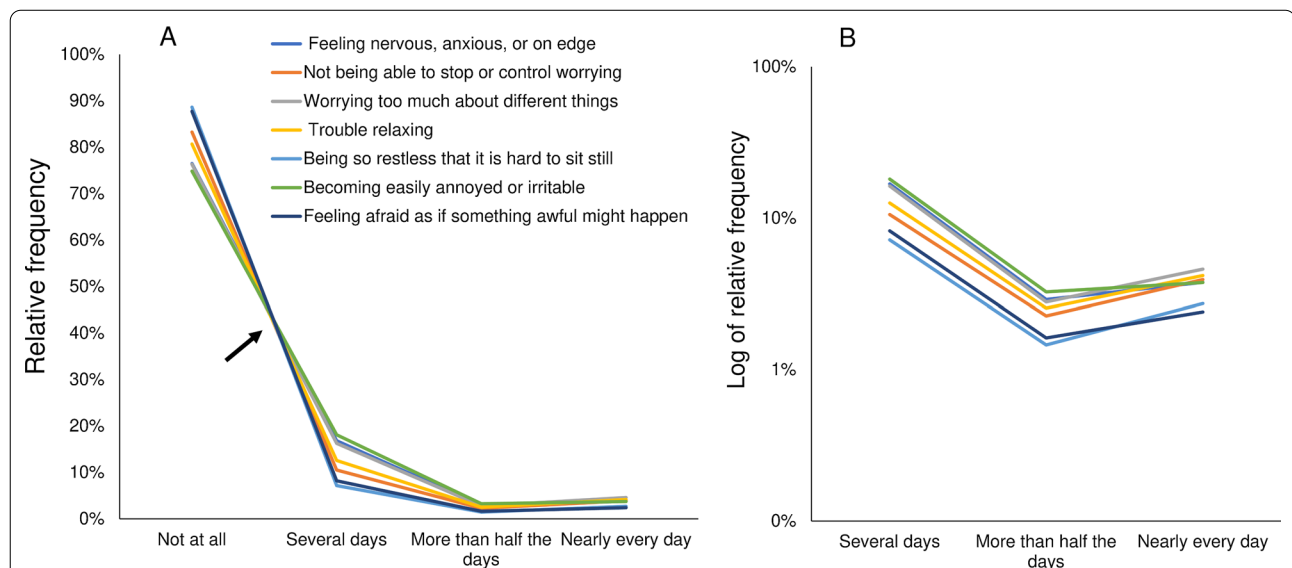 A
Relative frequency
100%
90%
80%
70%
60%
50%
40%
30%
20%
10%
0%
Feeling nervous, anxious, or on edge
Not being able to stop or control worrying
Worrying too much about different things
Trouble relaxing
Being so restless that it is hard to sit still
Becoming easily annoyed or irritable
Feeling afraid as if something awful might happen
Not at all
Several days
More than half the
days
Nearly every day
B
Log of relative frequency
100%
10%
1%
0%
Several days
More than half the
days
Nearly every day